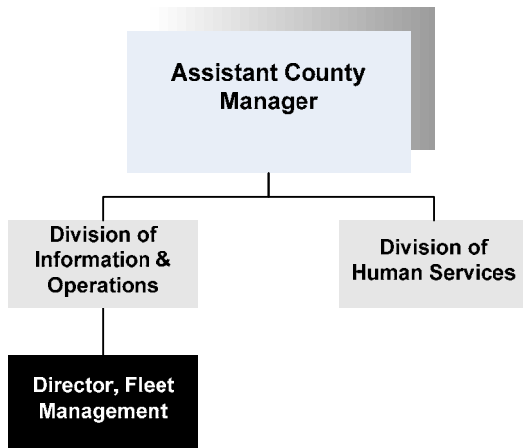 Assistant County
Manager
Division of
Information &
Operations
Division of
Human Services
Director, Fleet
Management